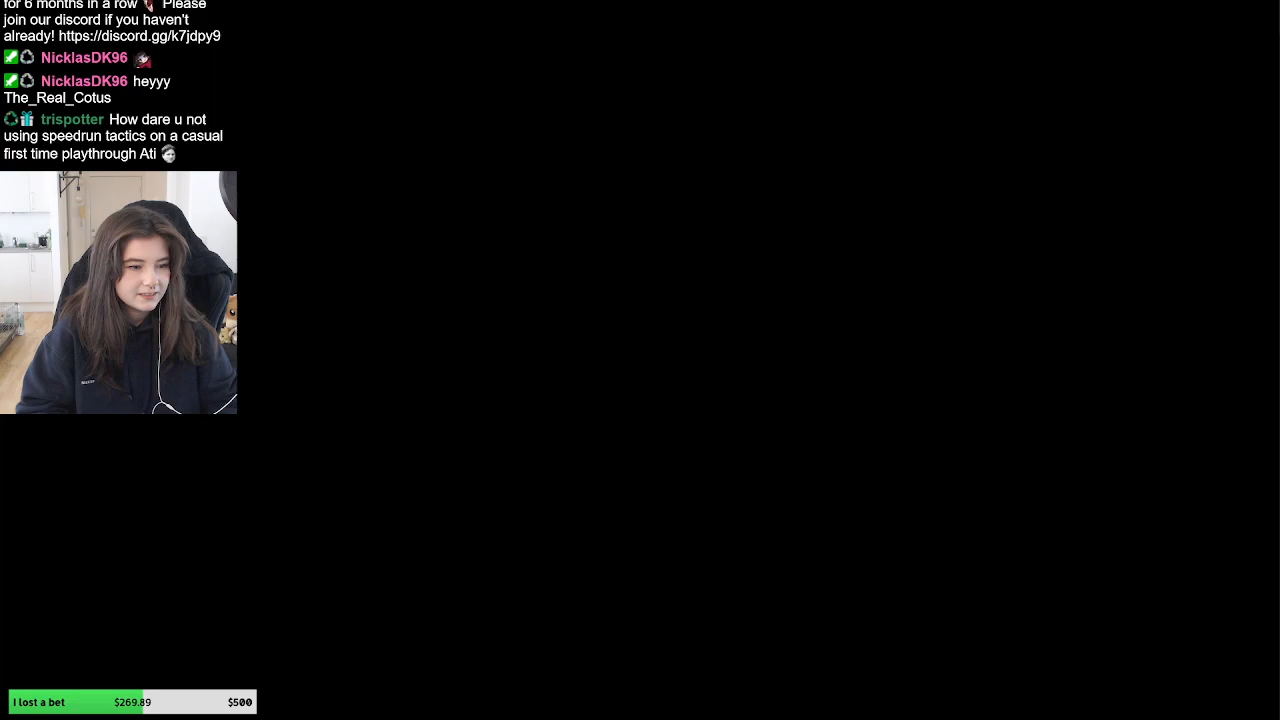 for 6 months in a row Please
join our discord if you haven't
already! https://discord.gg/k7jdpy9
NicklasDK96
NicklasDK96 heyyy
The_Real_Cotus
trispotter How dare u not
using speedrun tactics on a casual
first time playthrough Ati
I lost a bet $269.89 $500